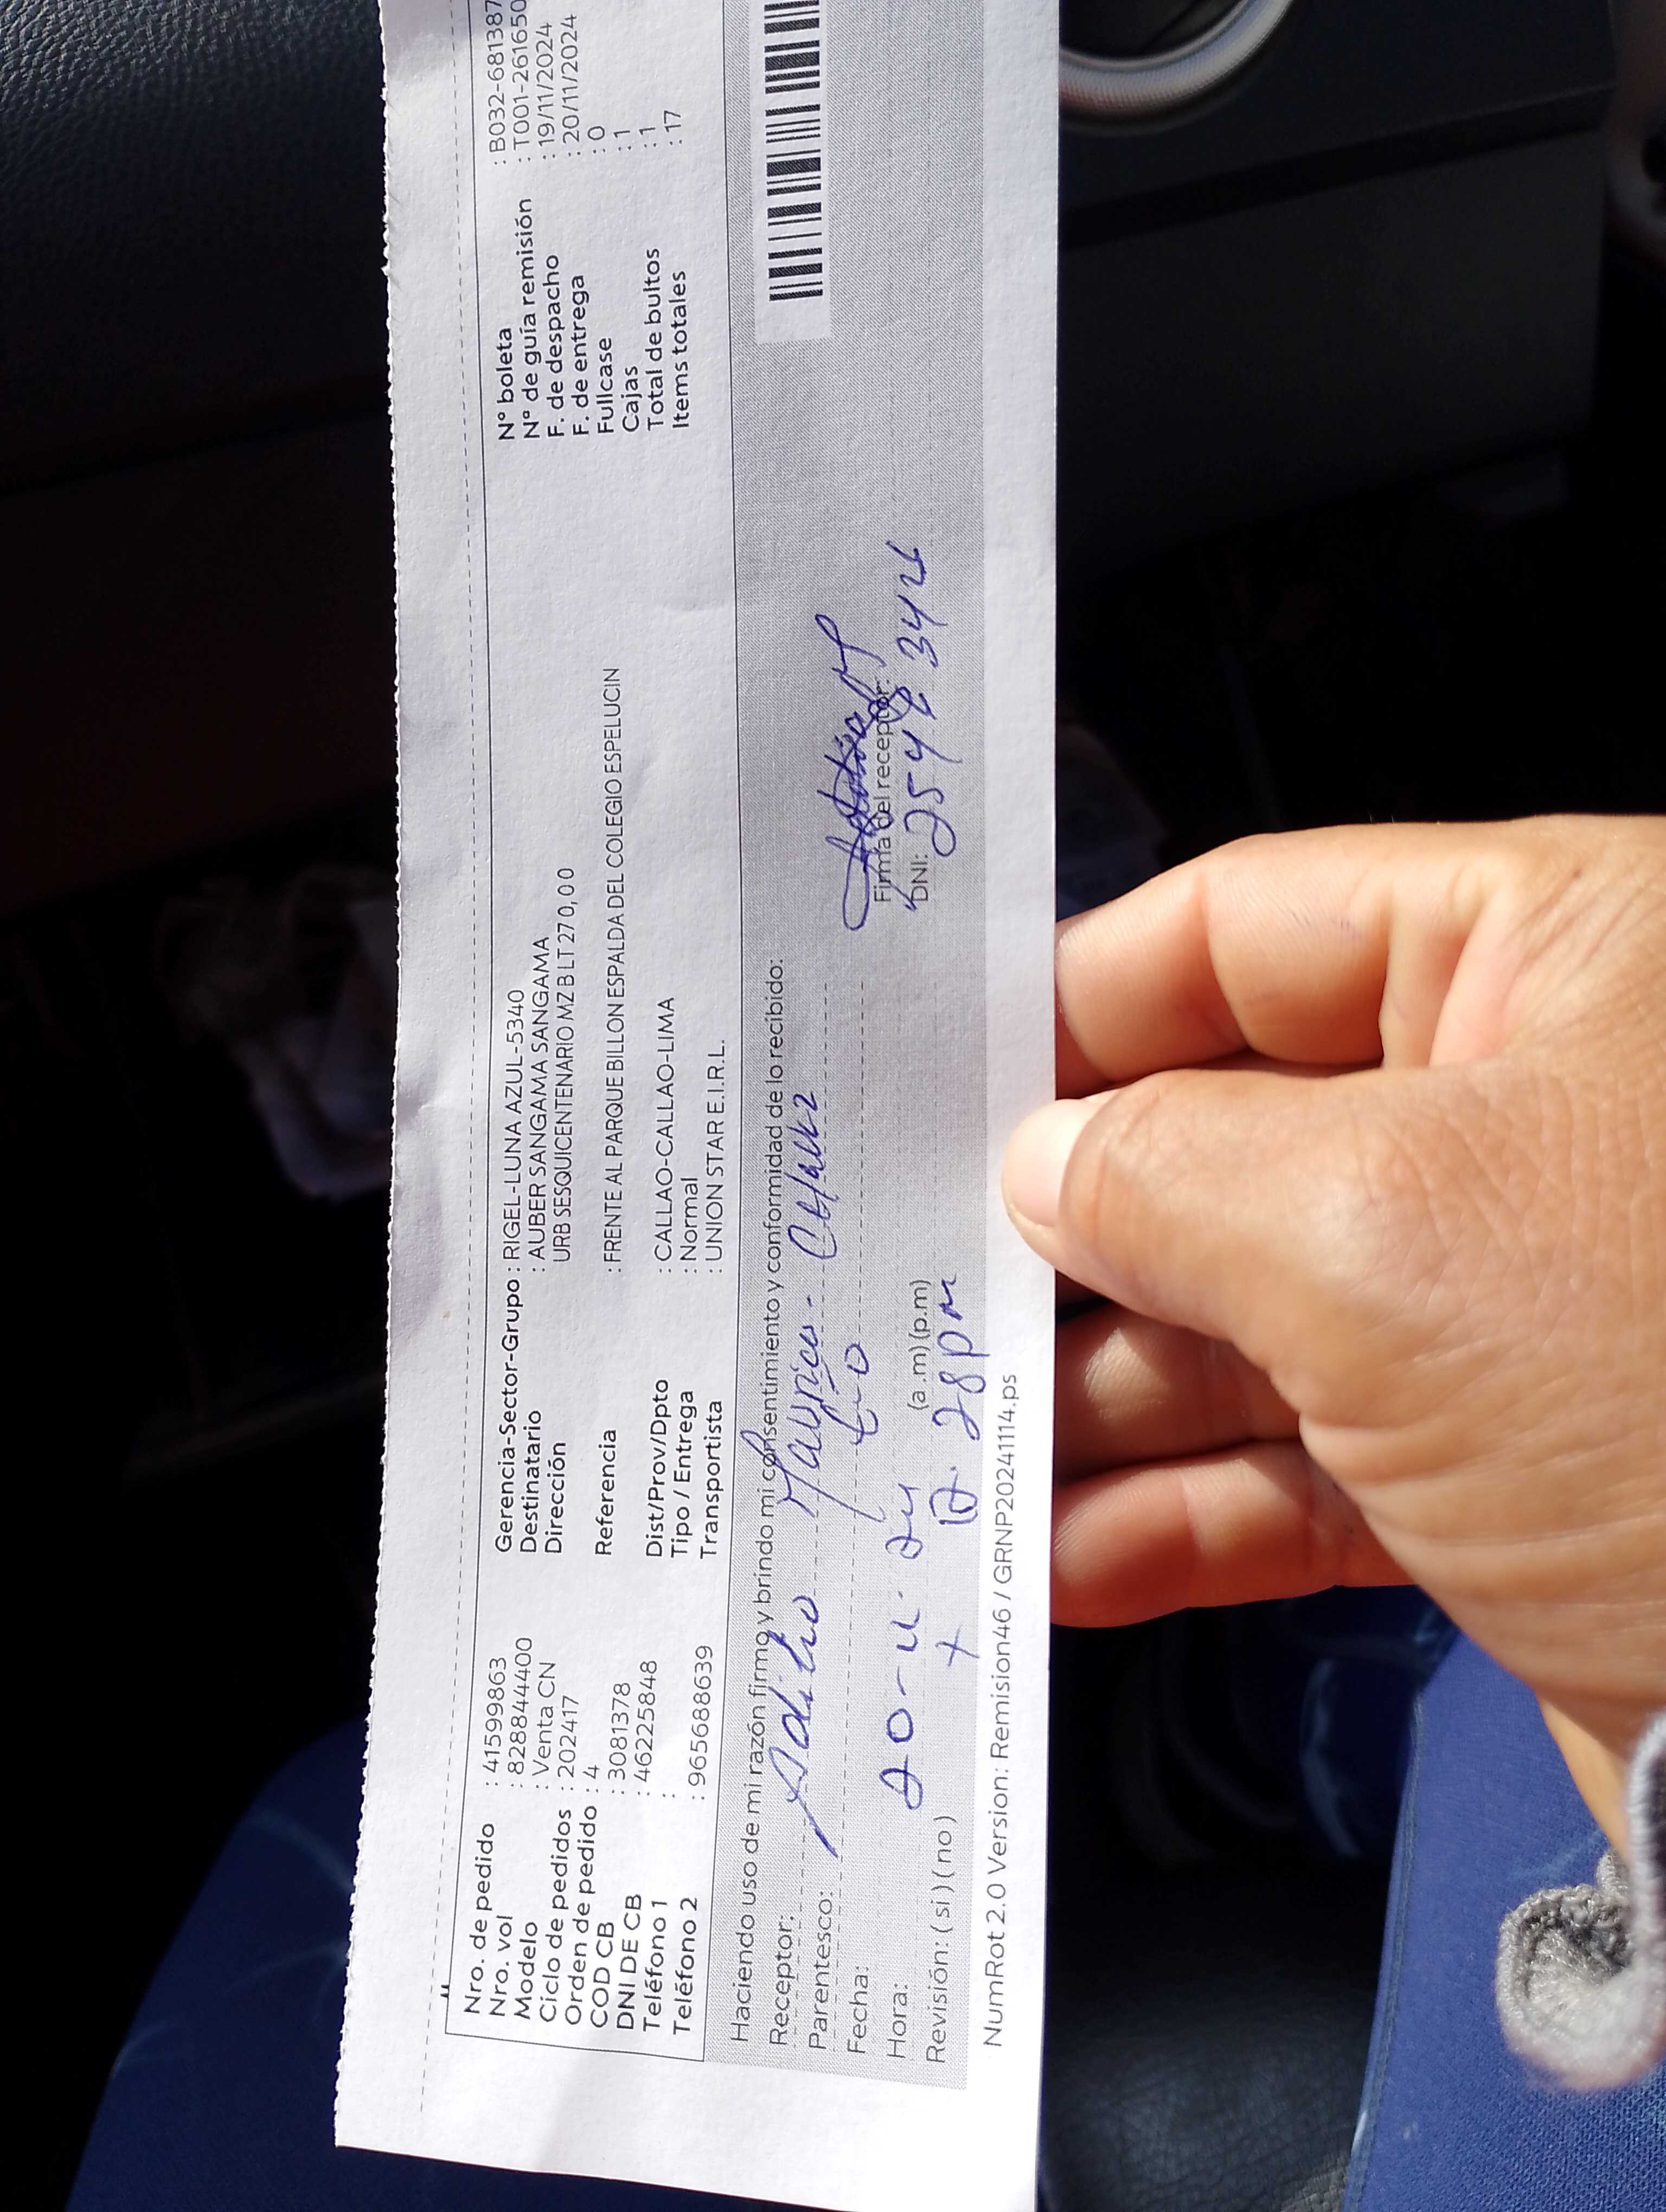 Nro. de pedido : 41599863
Nro. vol : 828844400
Modelo : Venta CN
Ciclo de pedidos : 202417
Orden de pedido : 4
COD CB : 3081378
DNI DE CB : 46225848
Teléfono 1 :
Teléfono 2 : 965688639
Gerencia-Sector-Grupo : RIGEL-LUNA AZUL-5340
Destinatario : AUBER SANGAMA SANGAMA
Dirección URB SESQUICENTENARIO MZ B LT 27 0,00
Referencia : FRENTE AL PARQUE BILLON ESPALDA DEL COLEGIO ESPELUCIN
Dist/Prov/Dpto : CALLAO-CALLAO-LIMA
Tipo / Entrega : Normal
Transportista : UNION STAR E.I.R.L.
N° boleta : B032-681387
N° de guía remisión : T001-261650
F. de despacho : 19/11/2024
F. de entrega : 20/11/2024
Fullcase : 0
Cajas : 1
Total de bultos : 1
Items totales : 17
Haciendo uso de mi razón firmo y brindo mi consentimiento y conformidad de lo recibido:
Receptor:
Parentesco:
Fecha: 20-11-24
Hora: (a.m) (p.m) 12.28pm
Revisión: ( si ) ( no )
Firma del receptor:
DNI:
NumRot 2.0 Version: Remision46 / GRNP20241114.ps